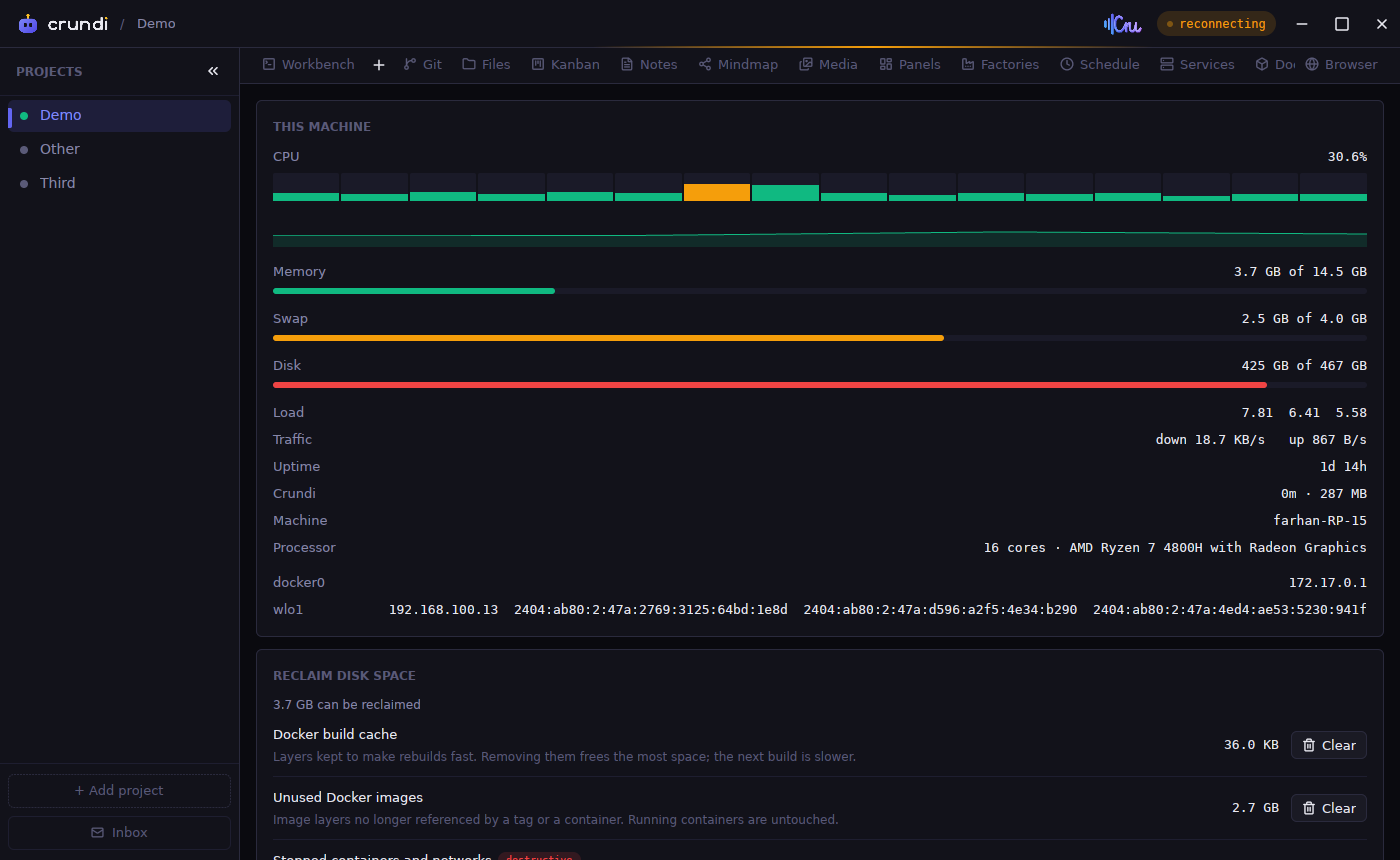 crundi / Demo
Cru
reconnecting
PROJECTS
Workbench + Git Files Kanban Notes Mindmap Media Panels Factories Schedule Services Browser
Demo
Other
Third
+ Add project
Inbox
THIS MACHINE
CPU 30.6%
Memory 3.7 GB of 14.5 GB
Swap 2.5 GB of 4.0 GB
Disk 425 GB of 467 GB
Load 7.81 6.41 5.58
Traffic down 18.7 KB/s up 867 B/s
Uptime 1d 14h
Crundi 0m · 287 MB
Machine farhan-RP-15
Processor 16 cores · AMD Ryzen 7 4800H with Radeon Graphics
docker0 172.17.0.1
wlo1 192.168.100.13 2404:ab80:2:47a:2769:3125:64bd:1e8d 2404:ab80:2:47a:d596:a2f5:4e34:b290 2404:ab80:2:47a:4ed4:ae53:5230:941f
RECLAIM DISK SPACE
3.7 GB can be reclaimed
Docker build cache
Layers kept to make rebuilds fast. Removing them frees the most space; the next build is slower.
36.0 KB Clear
Unused Docker images
Image layers no longer referenced by a tag or a container. Running containers are untouched.
2.7 GB Clear
Stopped containers and networks destructive